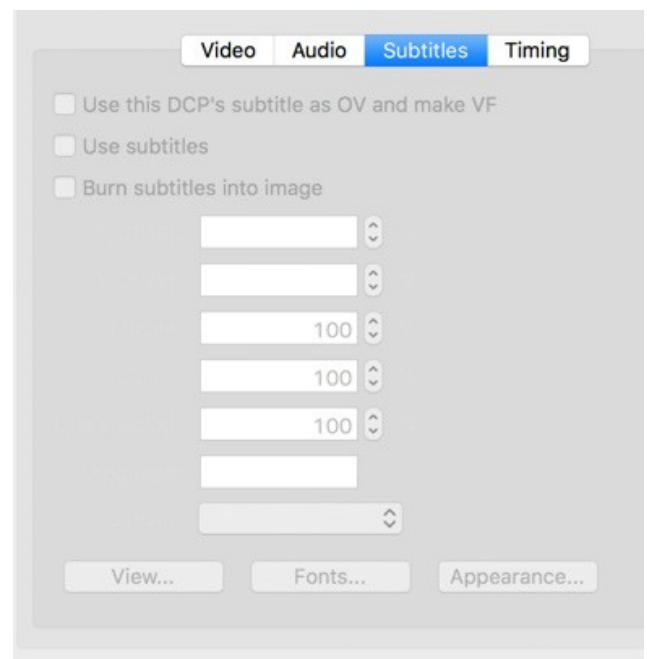 Video Audio Subtitles Timing
Use this DCP's subtitle as OV and make VF
Use subtitles
Burn subtitles into image
100
100
100
View... Fonts... Appearance...